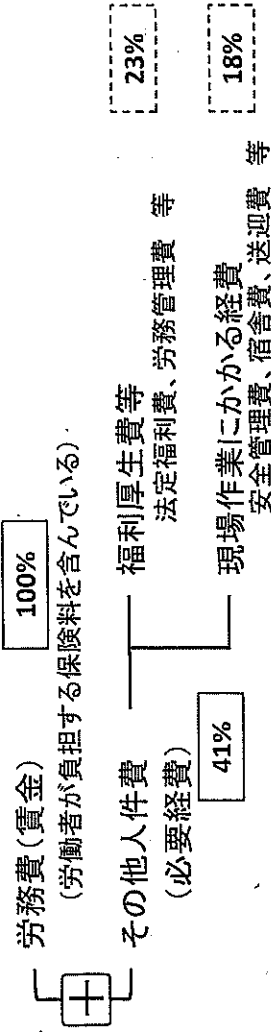 労務費(賃金) 100%
(労働者が負担する保険料を含んでいる)
+
その他人件費
(必要経費)
41%
福利厚生費等 23%
法定福利費、労務管理費 等
現場作業にかかる経費 18%
安全管理費、宿舎費、送迎費 等